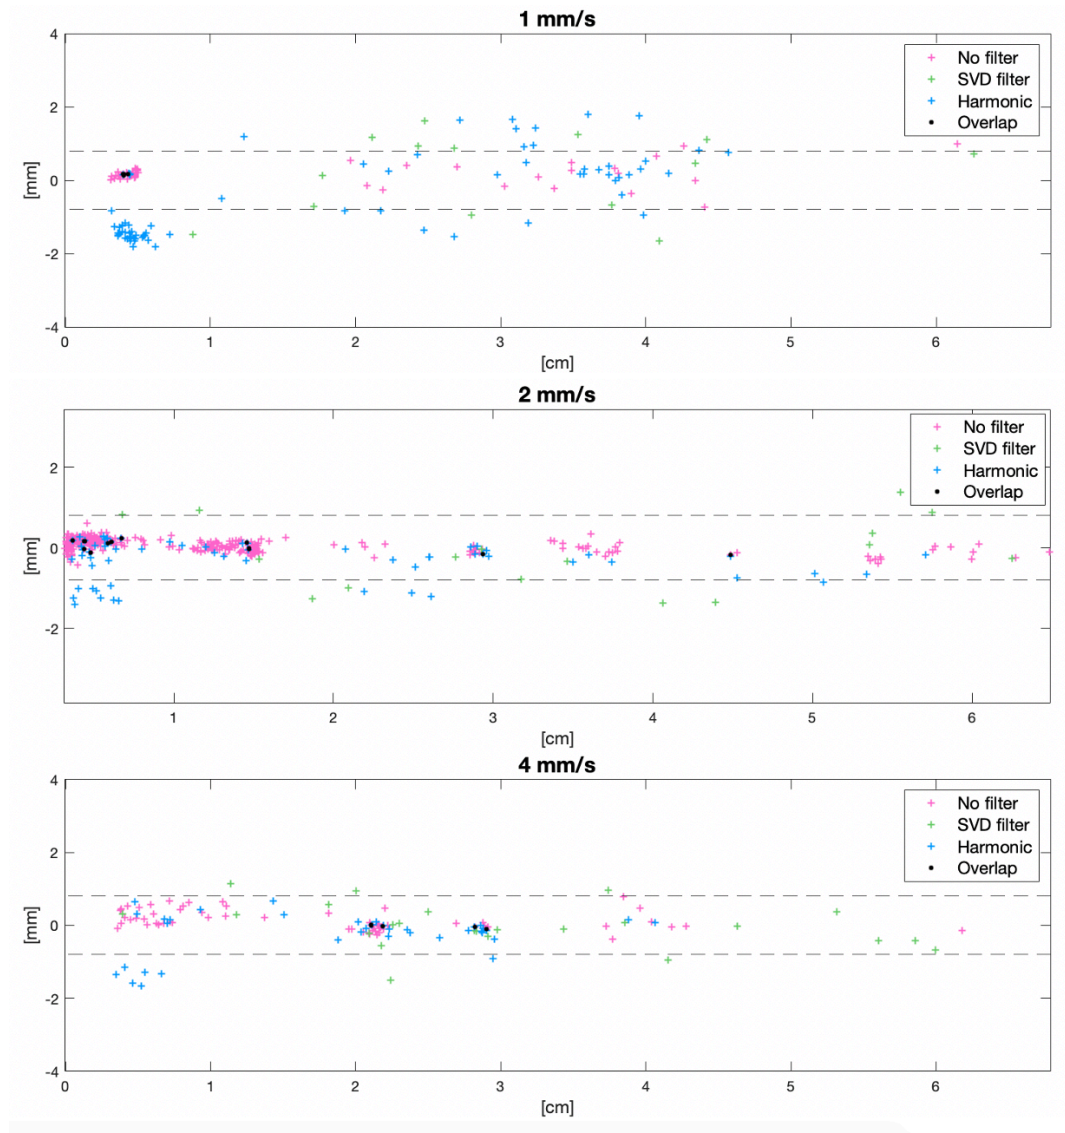 1 mm/s
4
2
0
-2
-4
[mm]
No filter
SVD filter
Harmonic
Overlap
0 1 2 3 4 5 6
[cm]
2 mm/s
2
0
-2
[mm]
No filter
SVD filter
Harmonic
Overlap
1 2 3 4 5 6
[cm]
4 mm/s
4
2
0
-2
-4
[mm]
No filter
SVD filter
Harmonic
Overlap
0 1 2 3 4 5 6
[cm]